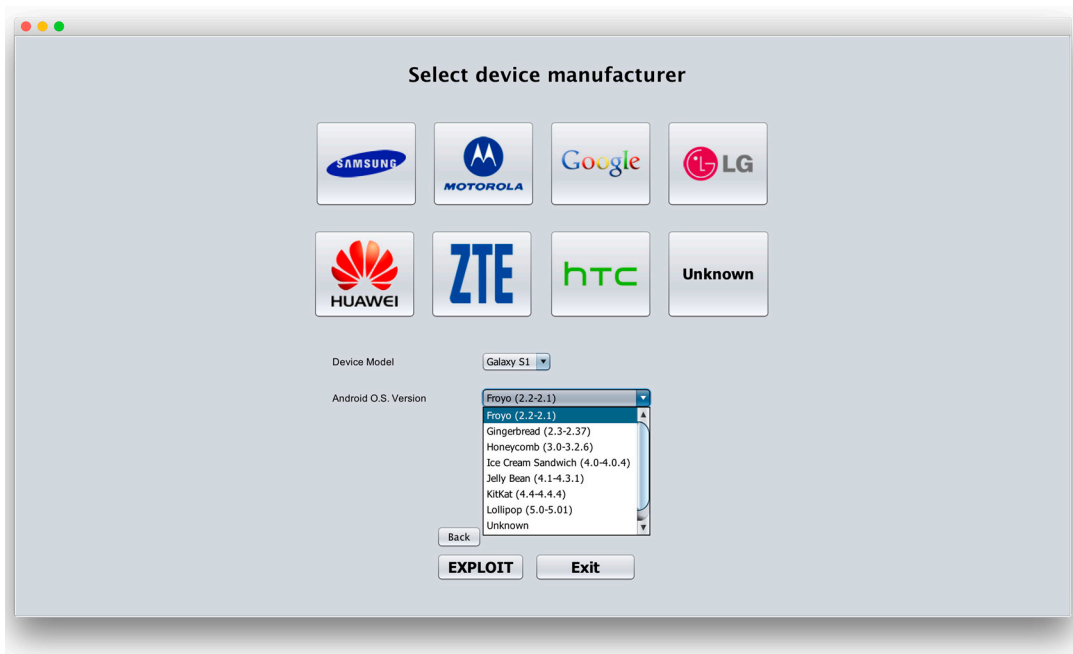 Select device manufacturer
SAMSUNG
MOTOROLA
Google
LG
HUAWEI
ZTE
hTC
Unknown
Device Model
Galaxy S1
Android O.S. Version
Froyo (2.2-2.1)
Froyo (2.2-2.1)
Gingerbread (2.3-2.37)
Honeycomb (3.0-3.2.6)
Ice Cream Sandwich (4.0-4.0.4)
Jelly Bean (4.1-4.3.1)
KitKat (4.4-4.4.4)
Lollipop (5.0-5.01)
Unknown
Back
EXPLOIT
Exit